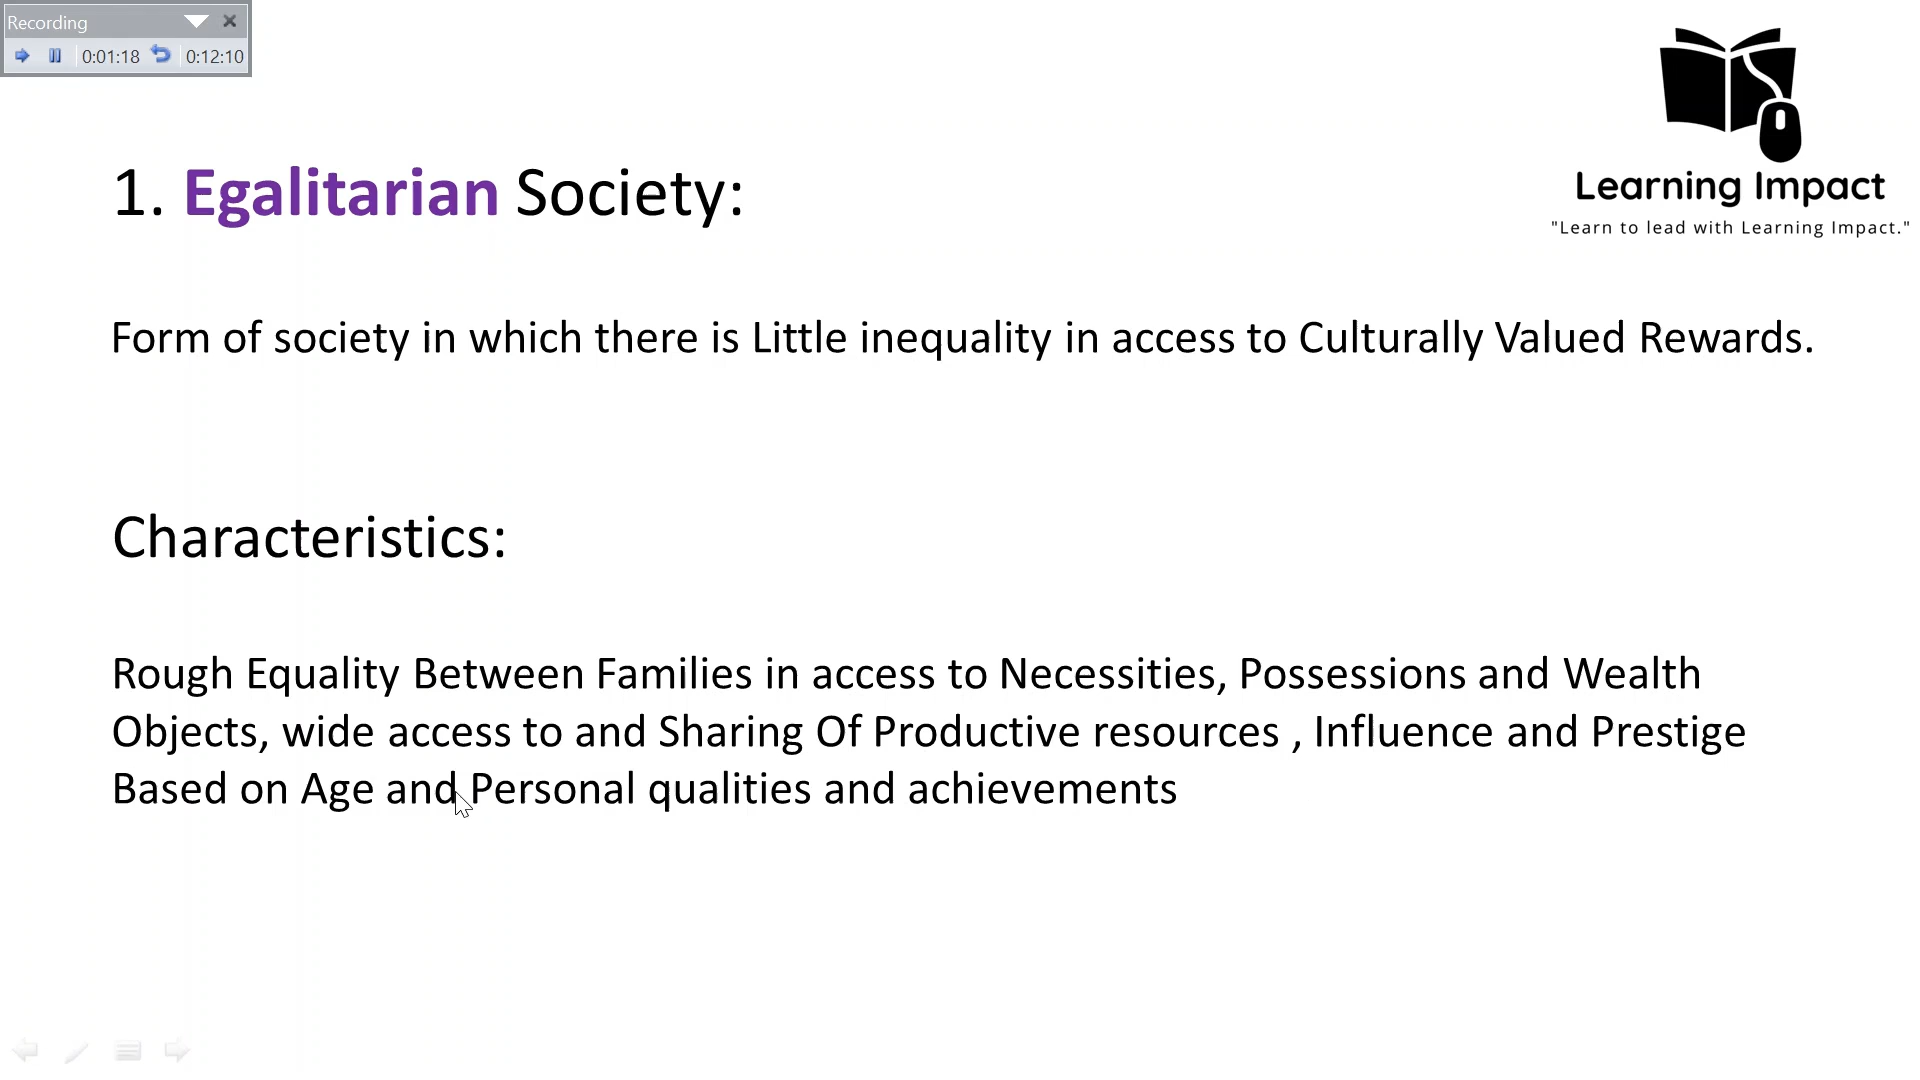 Recording
0:01:18 0:12:10
Learning Impact
"Learn to lead with Learning Impact."
1. Egalitarian Society:
Form of society in which there is Little inequality in access to Culturally Valued Rewards.
Characteristics:
Rough Equality Between Families in access to Necessities, Possessions and Wealth
Objects, wide access to and Sharing Of Productive resources , Influence and Prestige
Based on Age and Personal qualities and achievements